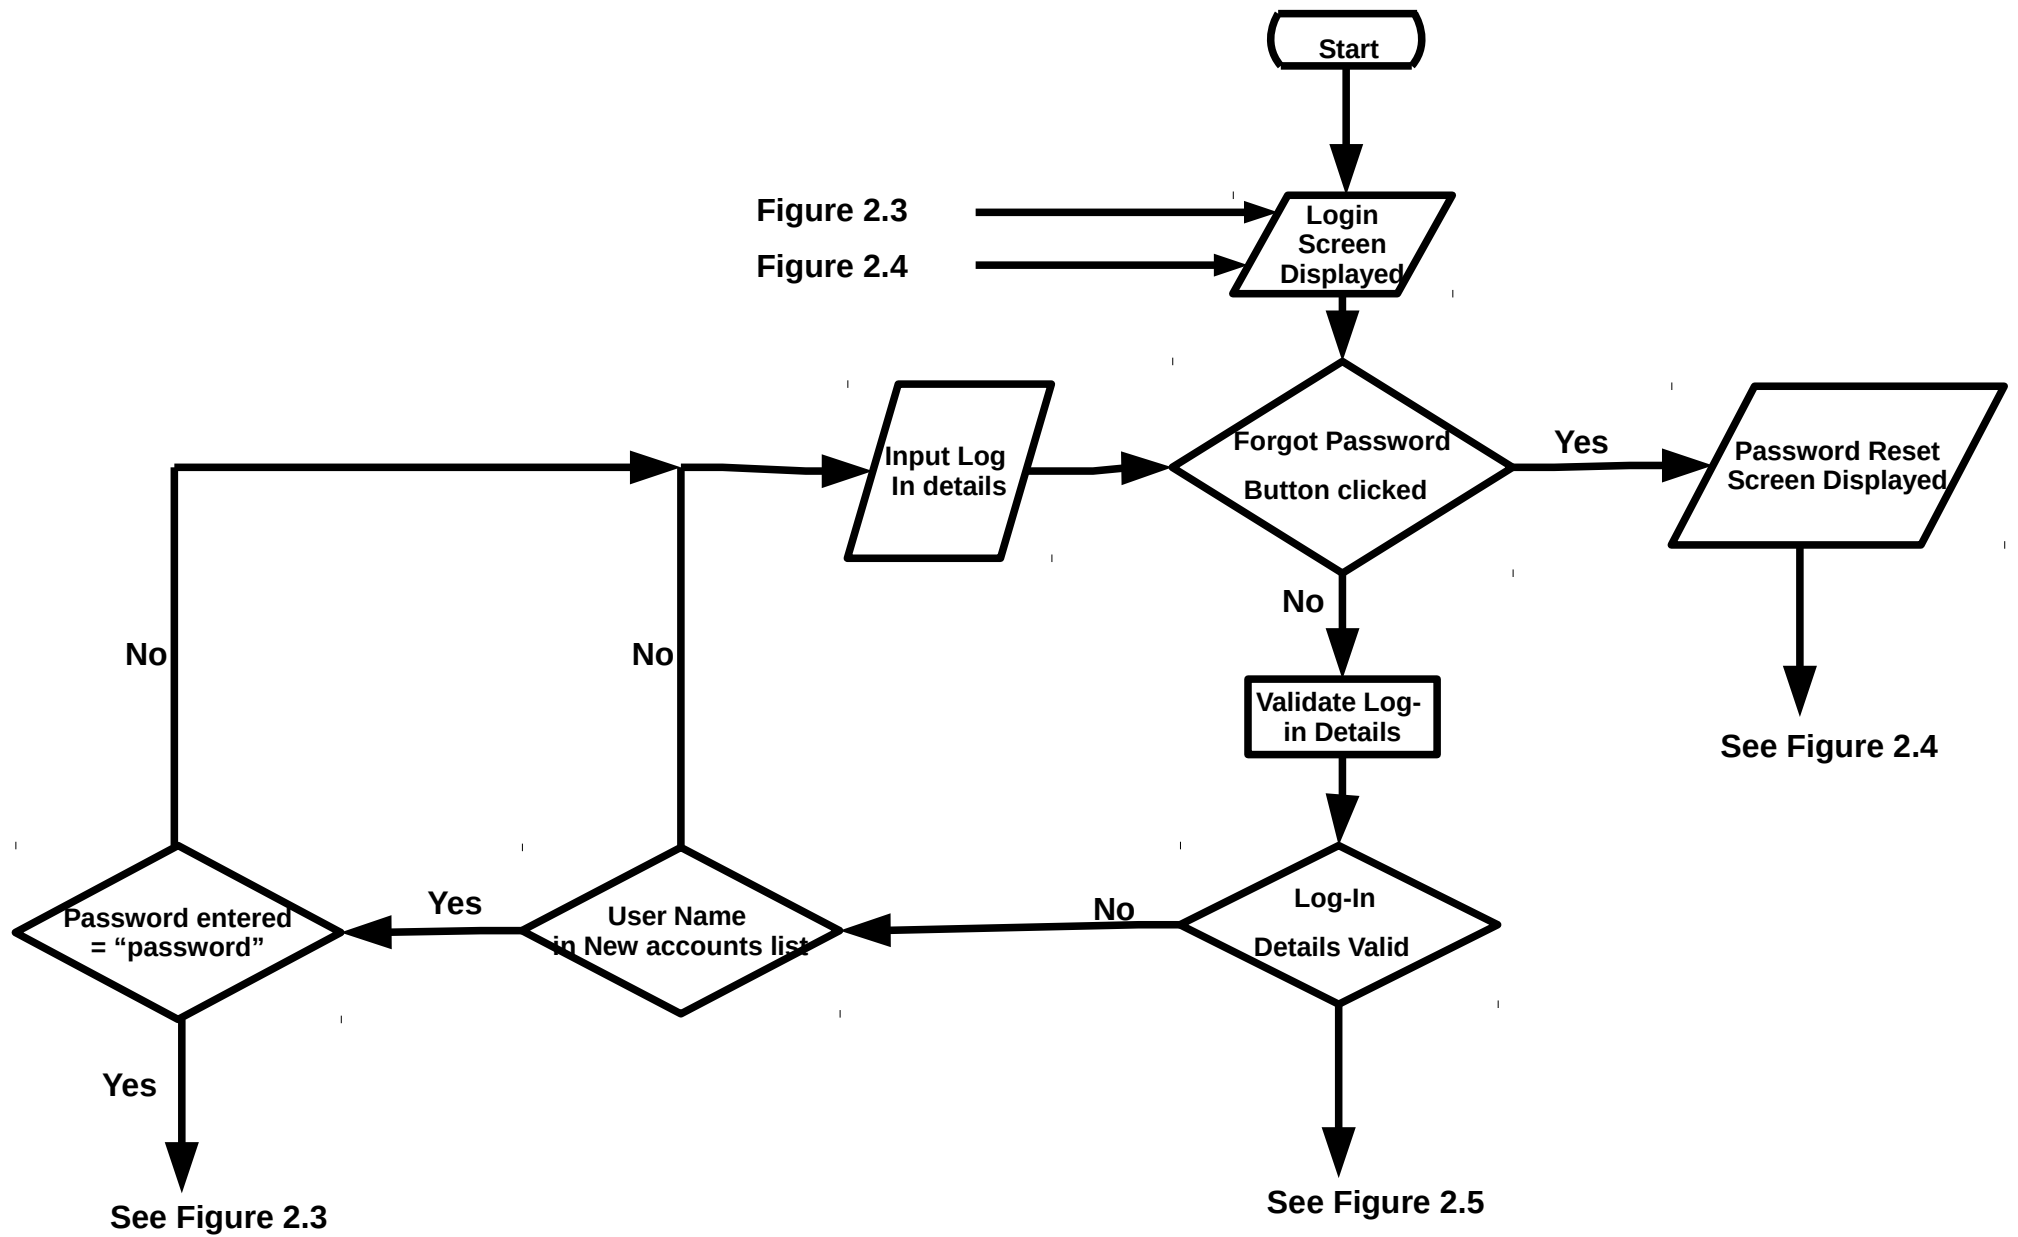 Start
Figure 2.3
Login
Screen
Displayed
Figure 2.4
Input Log
In details
Forgot Password
Button clicked
Yes
Password Reset
Screen Displayed
No
No
No
Validate Log-
in Details
See Figure 2.4
Password entered
= “password”
Yes
User Name
in New accounts list
No
Log-In
Details Valid
Yes
See Figure 2.3
See Figure 2.5